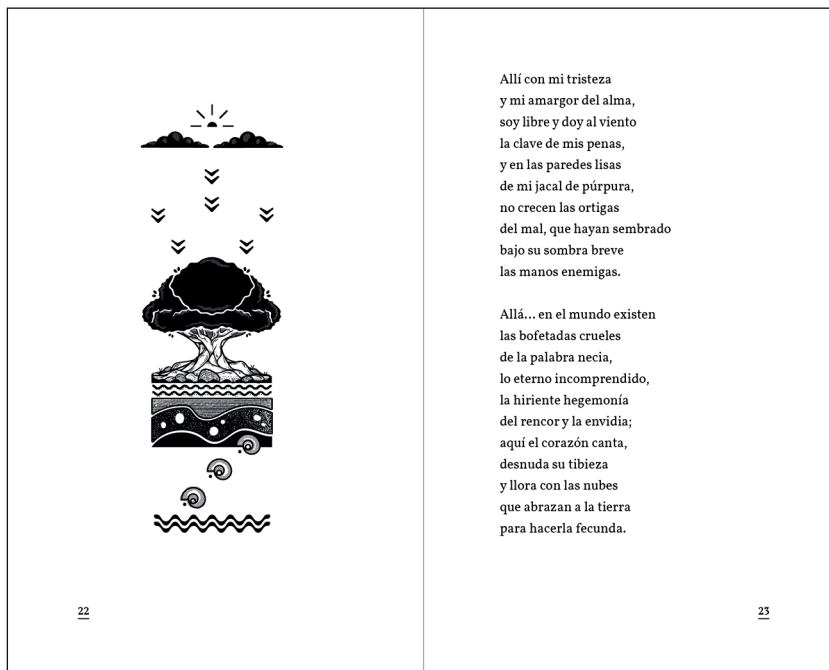 22
Allí con mi tristeza
y mi amargor del alma,
soy libre y doy al viento
la clave de mis penas,
y en las paredes lisas
de mi jacal de púrpura,
no crecen las ortigas
del mal, que hayan sembrado
bajo su sombra breve
las manos enemigas.

Allá... en el mundo existen
las bofetadas crueles
de la palabra necia,
lo eterno incomprendido,
la hiriente hegemonía
del rencor y la envidia;
aquí el corazón canta,
desnuda su tibieza
y llora con las nubes
que abrazan a la tierra
para hacerla fecunda.
23